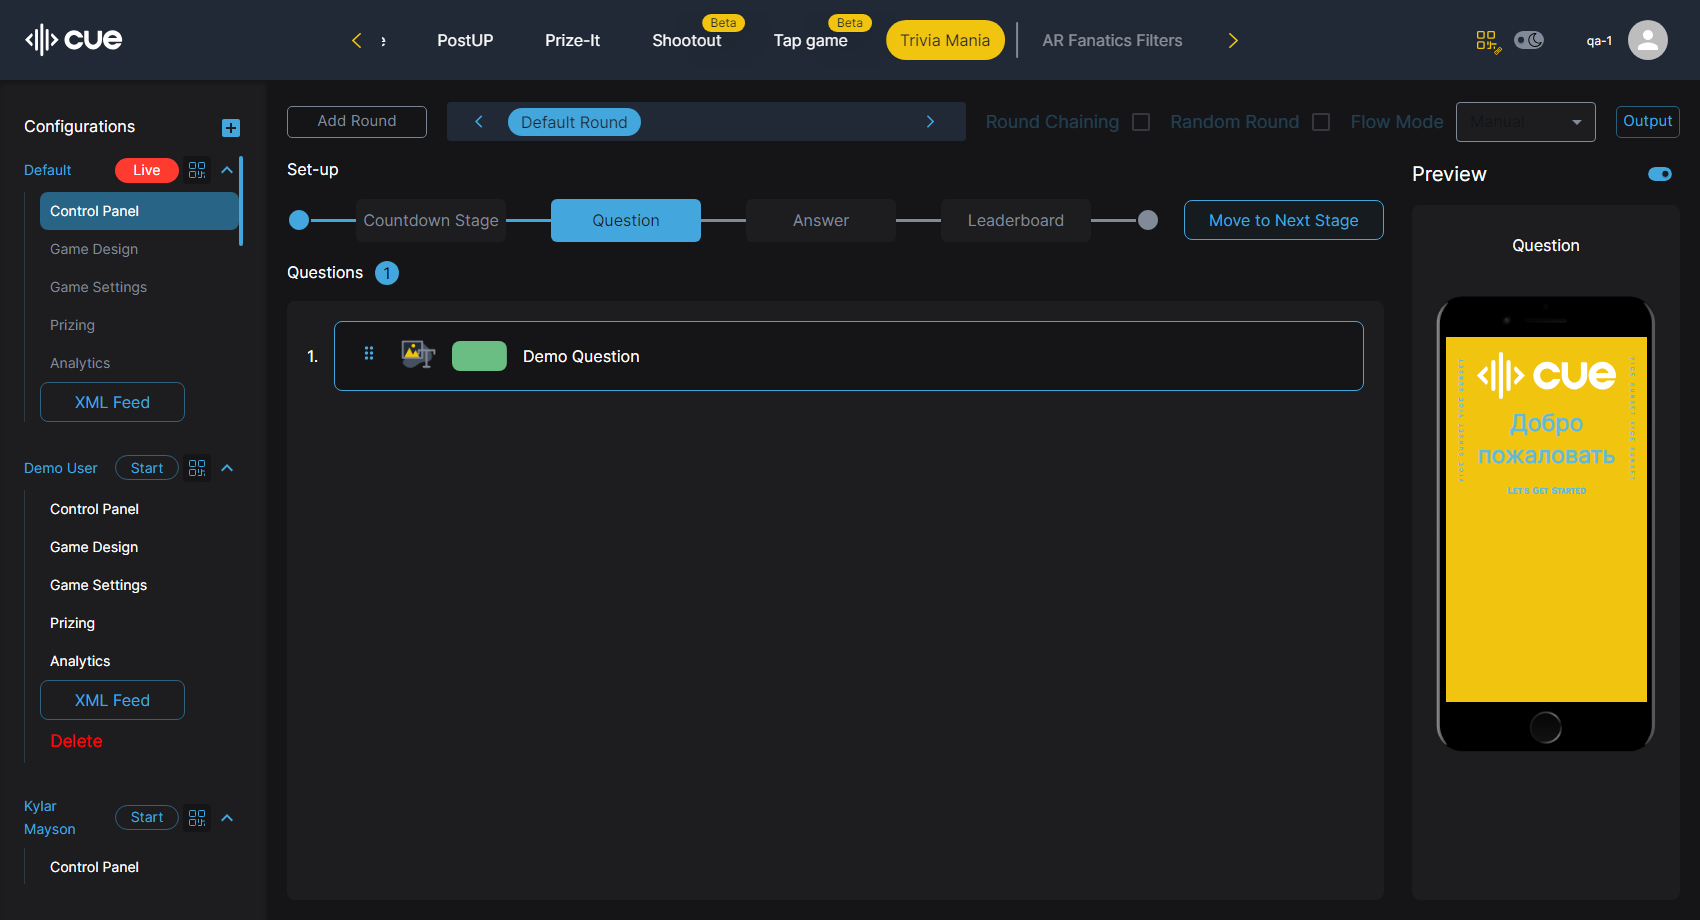 cue
PostUP
Prize-It
Beta
Shootout
Beta
Tap game
Trivia Mania
AR Fanatics Filters
qa-1
Configurations
Default
Live
Control Panel
Game Design
Game Settings
Prizing
Analytics
XML Feed
Demo User
Start
Control Panel
Game Design
Game Settings
Prizing
Analytics
XML Feed
Delete
Kylar
Mayson
Start
Control Panel
Add Round
Default Round
Round Chaining
Random Round
Flow Mode
Manual
Output
Set-up
Countdown Stage
Question
Answer
Leaderboard
Move to Next Stage
Questions
1
1.
Demo Question
Preview
Question
cue
Добро
пожаловать
Let's Get Started